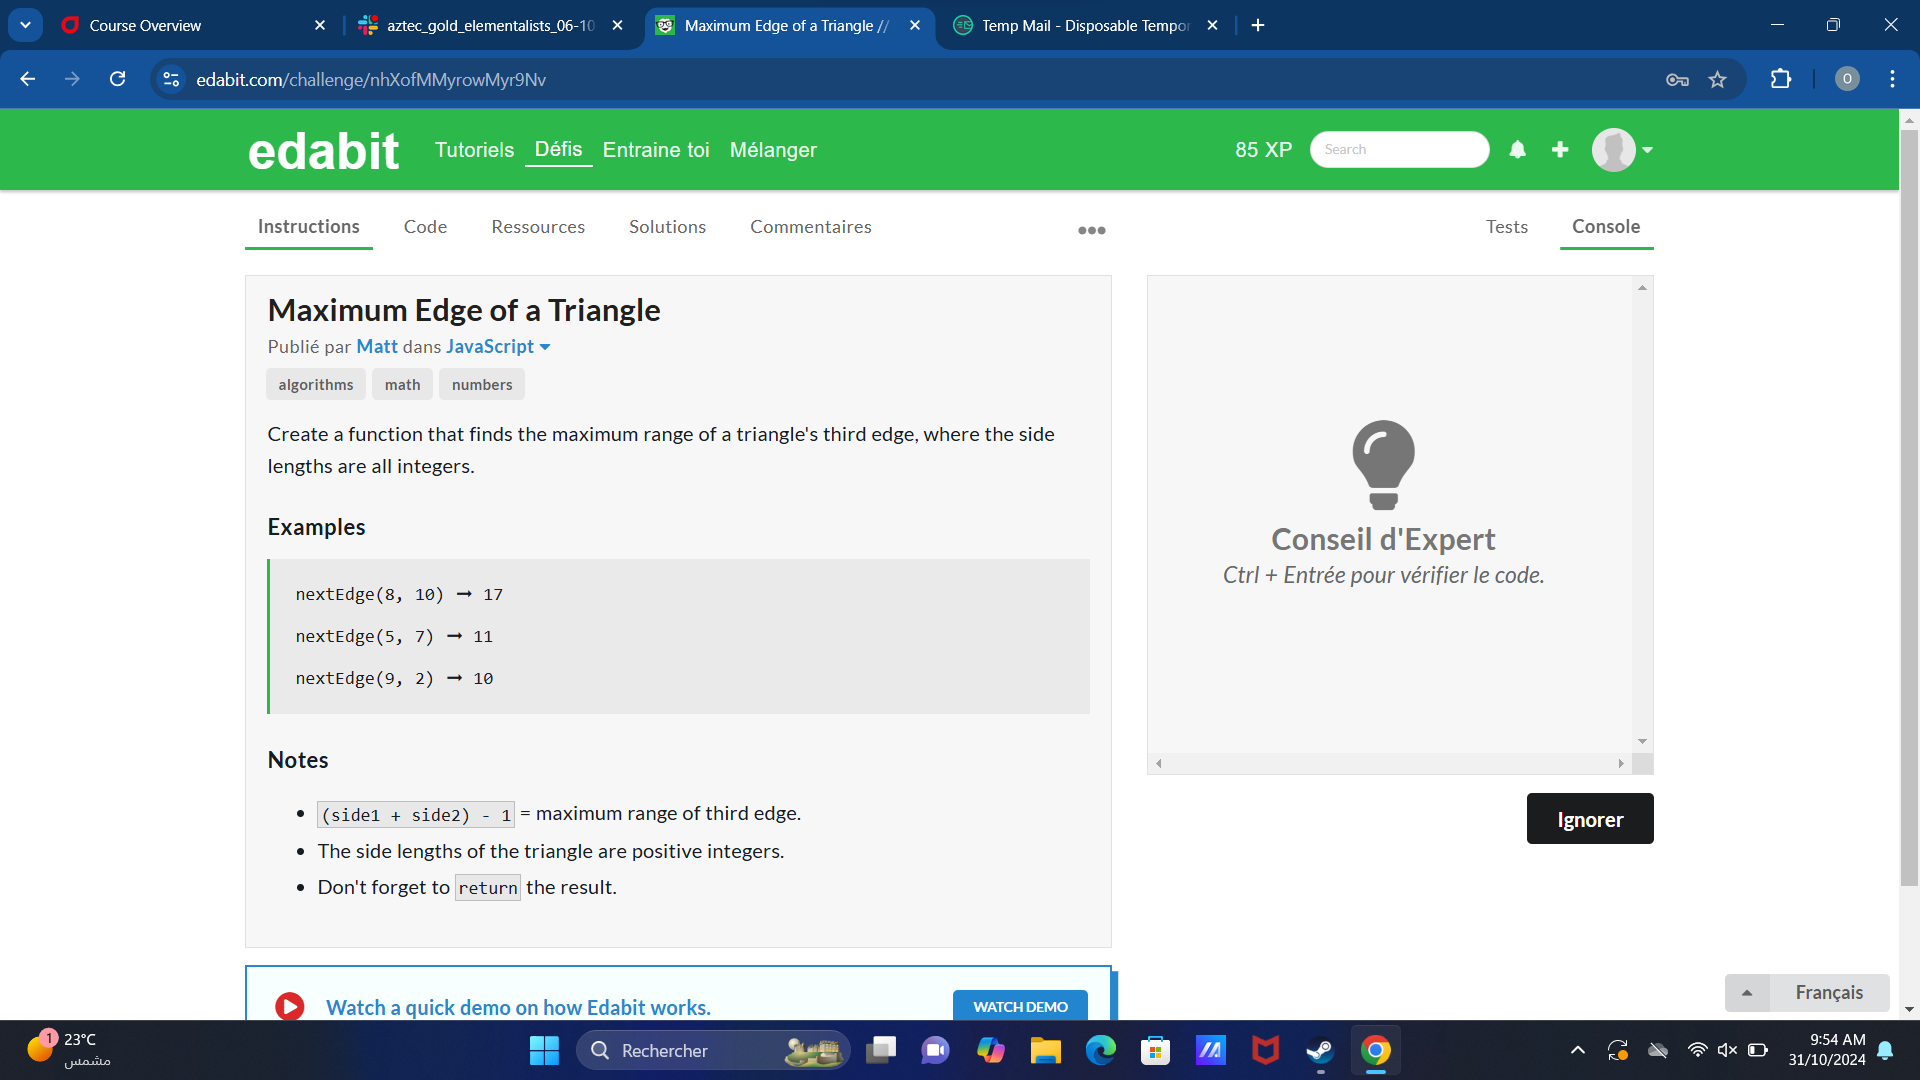 Course Overview
aztec_gold_elementalists_06-10
Maximum Edge of a Triangle //
Temp Mail - Disposable Tempor
edabit.com/challenge/nhXofMMyrowMyr9Nv
O
edabit
Tutoriels
Défis
Entraine toi
Mélanger
85 XP
Search
Instructions
Code
Ressources
Solutions
Commentaires
Tests
Console
Maximum Edge of a Triangle
Publié par Matt dans JavaScript
algorithms
math
numbers
Create a function that finds the maximum range of a triangle's third edge, where the side
lengths are all integers.
Examples
nextEdge(8, 10) ➞ 17
nextEdge(5, 7) ➞ 11
nextEdge(9, 2) ➞ 10
Notes
• (side1 + side2) - 1 = maximum range of third edge.
• The side lengths of the triangle are positive integers.
• Don't forget to return the result.
Conseil d'Expert
Ctrl + Entrée pour vérifier le code.
Ignorer
Watch a quick demo on how Edabit works.
WATCH DEMO
Français
1
23°C
مشمس
Rechercher
9:54 AM
31/10/2024